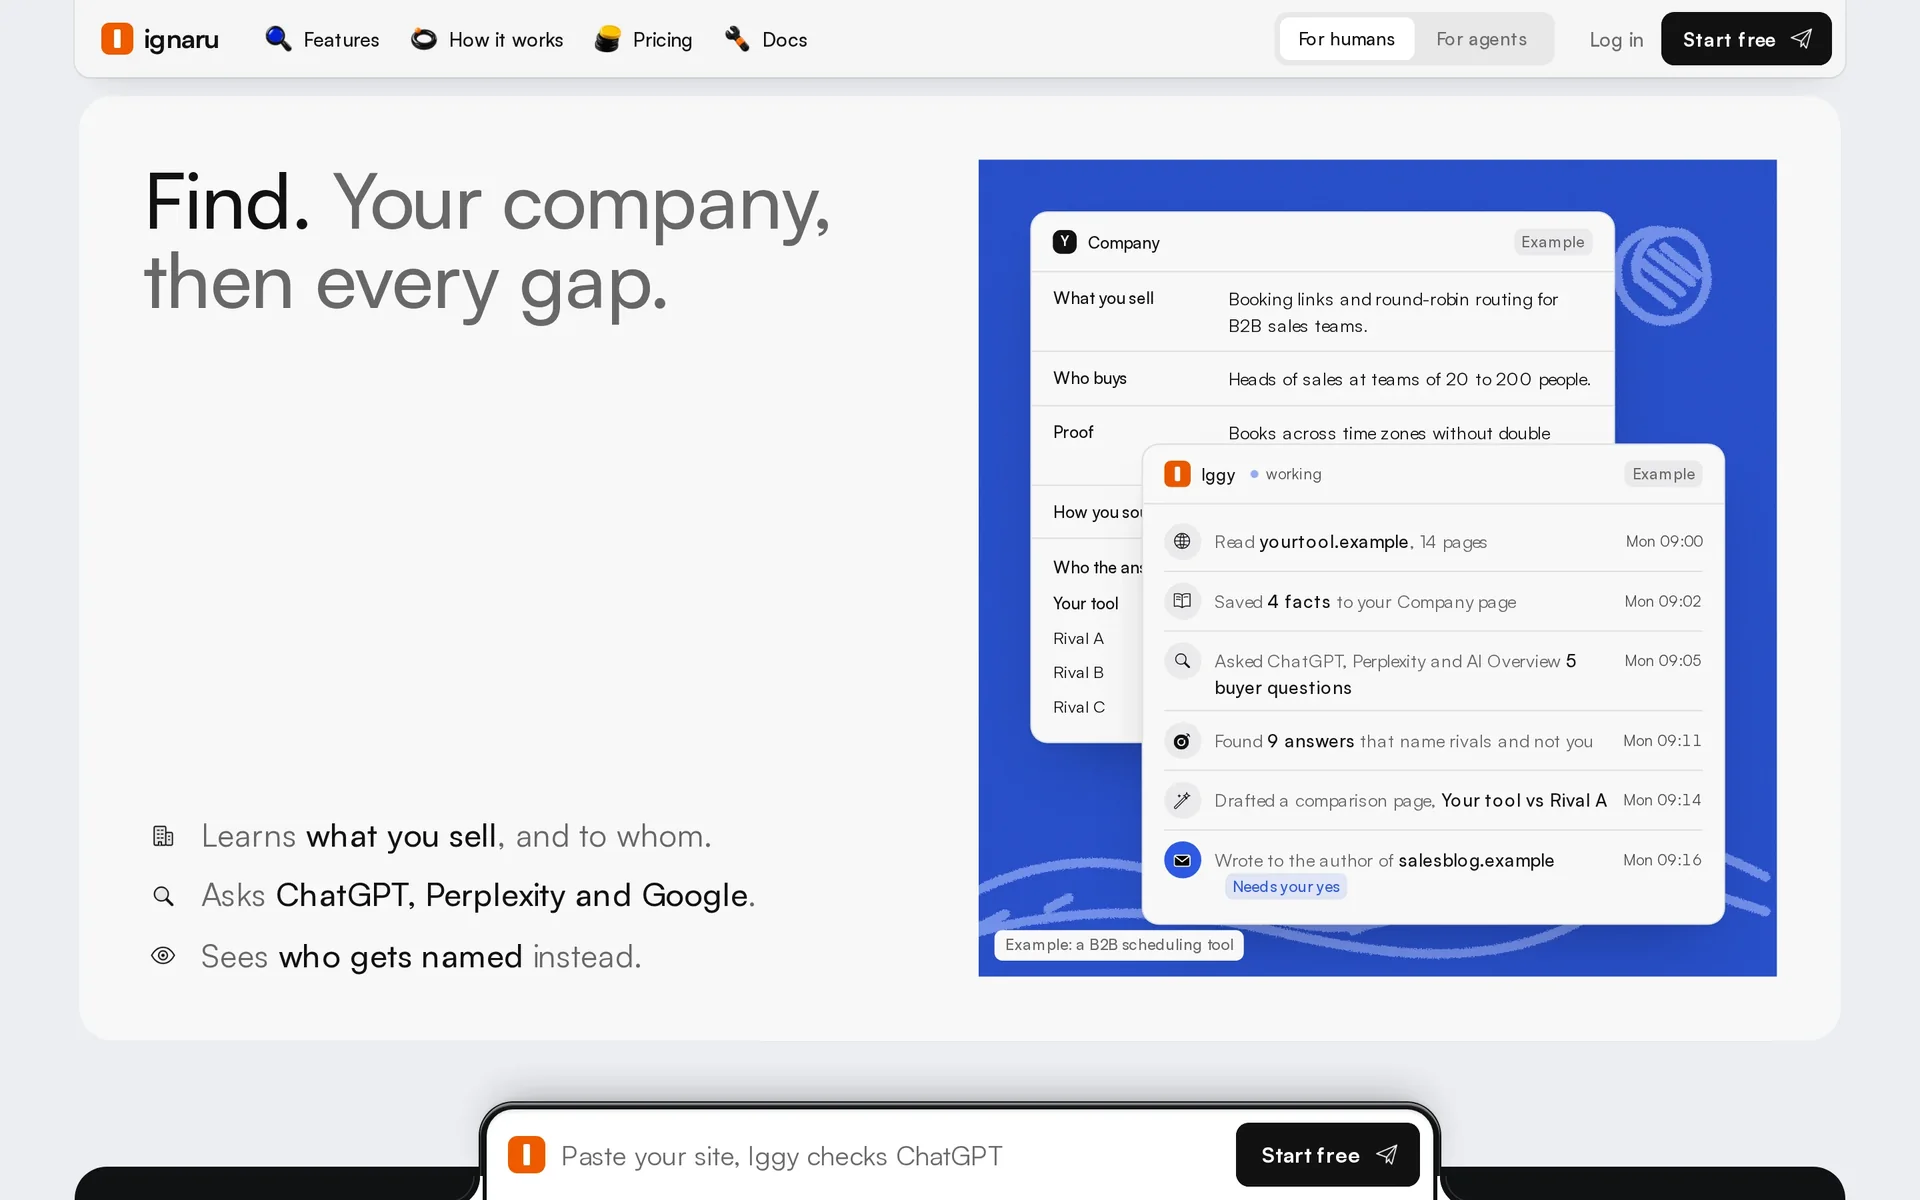 ignaru
Features
How it works
Pricing
Docs
For humans
For agents
Log in
Start free
Find. Your company,
then every gap.
Learns what you sell, and to whom.
Asks ChatGPT, Perplexity and Google.
Sees who gets named instead.
Y Company
Example
What you sell
Booking links and round-robin routing for
B2B sales teams.
Who buys
Heads of sales at teams of 20 to 200 people.
Proof
Books across time zones without double
How you sou
Who the ans
Your tool
Rival A
Rival B
Rival C
Iggy
working
Example
Read yourtool.example, 14 pages
Mon 09:00
Saved 4 facts to your Company page
Mon 09:02
Asked ChatGPT, Perplexity and AI Overview 5
buyer questions
Mon 09:05
Found 9 answers that name rivals and not you
Mon 09:11
Drafted a comparison page, Your tool vs Rival A
Mon 09:14
Wrote to the author of salesblog.example
Mon 09:16
Needs your yes
Example: a B2B scheduling tool
Paste your site, Iggy checks ChatGPT
Start free